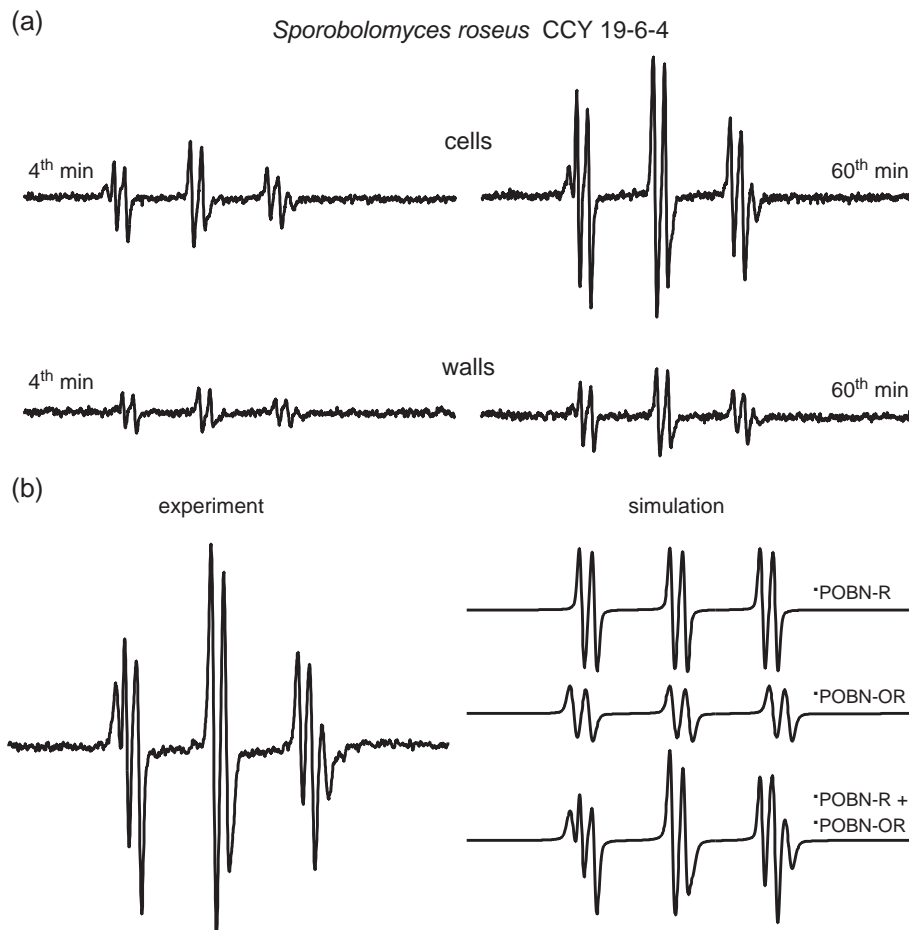 (a)
Sporobolomyces roseus CCY 19-6-4
cells
4th min
60th min
walls
4th min
60th min
(b)
experiment
simulation
•POBN-R
•POBN-OR
•POBN-R +
•POBN-OR